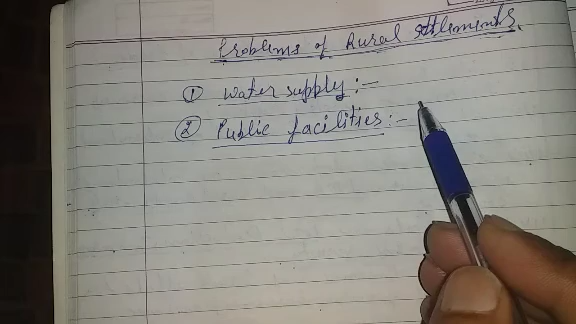 Problems of Rural Settlements.
① Water supply :-
② Public facilities :-